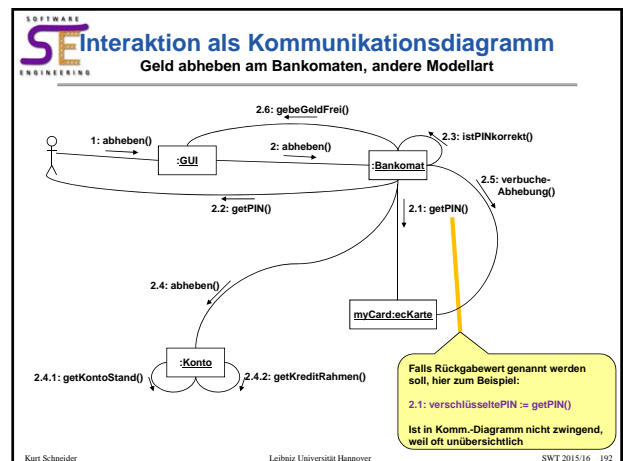 SOFTWARE
SE
ENGINEERING
Interaktion als Kommunikationsdiagramm
Geld abheben am Bankomaten, andere Modellart
2.6: gebeGeldFrei()
1: abheben()
:GUI
2: abheben()
:Bankomat
2.3: istPINkorrekt()
2.5: verbuche-
Abhebung()
2.2: getPIN()
2.1: getPIN()
2.4: abheben()
myCard:ecKarte
:Konto
2.4.1: getKontoStand()
2.4.2: getKreditRahmen()
Falls Rückgabewert genannt werden
soll, hier zum Beispiel:
2.1: verschlüsseltePIN := getPIN()
Ist in Komm.-Diagramm nicht zwingend,
weil oft unübersichtlich
Kurt Schneider
Leibniz Universität Hannover
SWT 2015/16 192